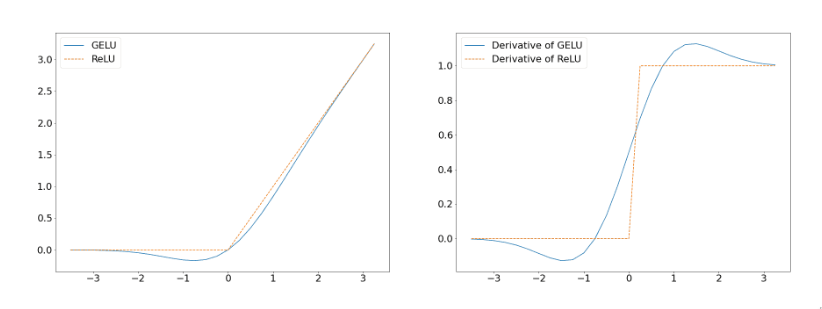 GELU
ReLU
3.0
2.5
2.0
1.5
1.0
0.5
0.0
−3 −2 −1 0 1 2 3
Derivative of GELU
Derivative of ReLU
1.0
0.8
0.6
0.4
0.2
0.0
−3 −2 −1 0 1 2 3
.